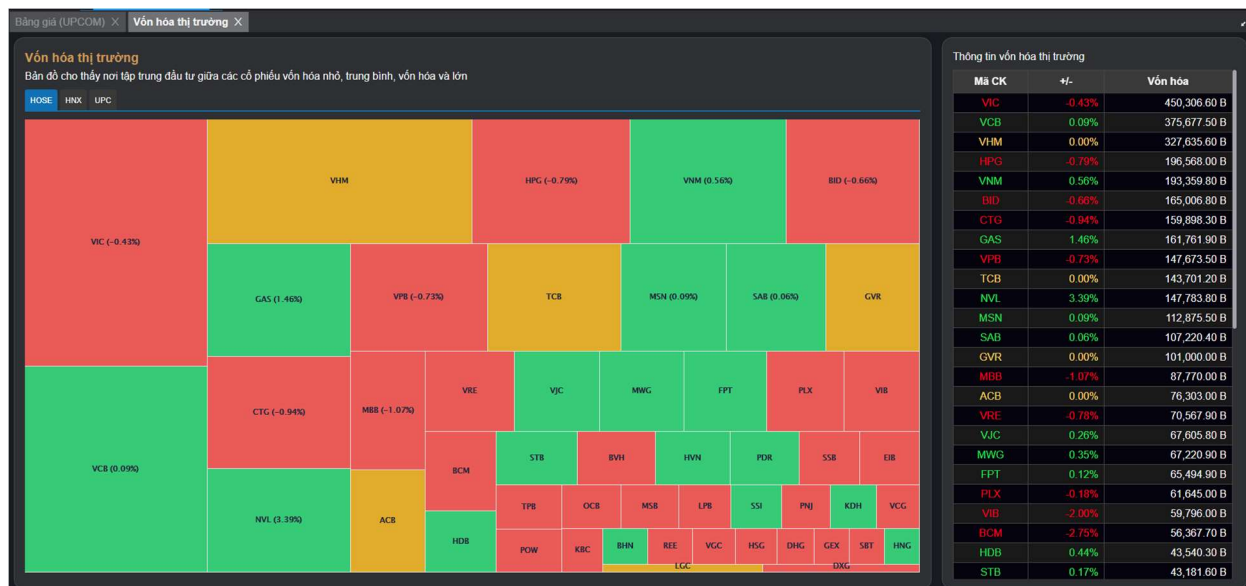 Bảng giá (UPCOM) X Vốn hóa thị trường X
Vốn hóa thị trường
Bản đồ cho thấy nơi tập trung đầu tư giữa các cổ phiếu vốn hóa nhỏ, trung bình, vốn hóa và lớn
HOSE HNX UPC
VIC (-0.43%)
VCB (0.09%)
VHM
HPG (-0.79%)
VNM (0.56%)
BID (-0.66%)
GAS (1.46%)
VPB (-0.73%)
TCB
MSN (0.09%)
SAB (0.06%)
GVR
CTG (-0.94%)
MBB (-1.07%)
VRE
VJC
MWG
FPT
PLX
VIB
NVL (3.39%)
ACB
BCM
HDB
STB
BVH
HVN
PDR
SSB
EIB
TPB
OCB
MSB
LPB
SSI
PNJ
KDH
VCG
POW
KBC
BHN
REE
VGC
HSG
DHG
GEX
SBT
HNG
LGC
DXG
Thông tin vốn hóa thị trường
Mã CK +/- Vốn hóa
VIC -0.43% 450,306.60 B
VCB 0.09% 375,677.50 B
VHM 0.00% 327,635.60 B
HPG -0.79% 196,568.00 B
VNM 0.56% 193,359.80 B
BID -0.66% 165,006.80 B
CTG -0.94% 159,898.30 B
GAS 1.46% 161,761.90 B
VPB -0.73% 147,673.50 B
TCB 0.00% 143,701.20 B
NVL 3.39% 147,783.80 B
MSN 0.09% 112,875.50 B
SAB 0.06% 107,220.40 B
GVR 0.00% 101,000.00 B
MBB -1.07% 87,770.00 B
ACB 0.00% 76,303.00 B
VRE -0.78% 70,567.90 B
VJC 0.26% 67,605.80 B
MWG 0.35% 67,220.90 B
FPT 0.12% 65,494.90 B
PLX -0.18% 61,645.00 B
VIB -2.00% 59,796.00 B
BCM -2.75% 56,367.70 B
HDB 0.44% 43,540.30 B
STB 0.17% 43,181.60 B